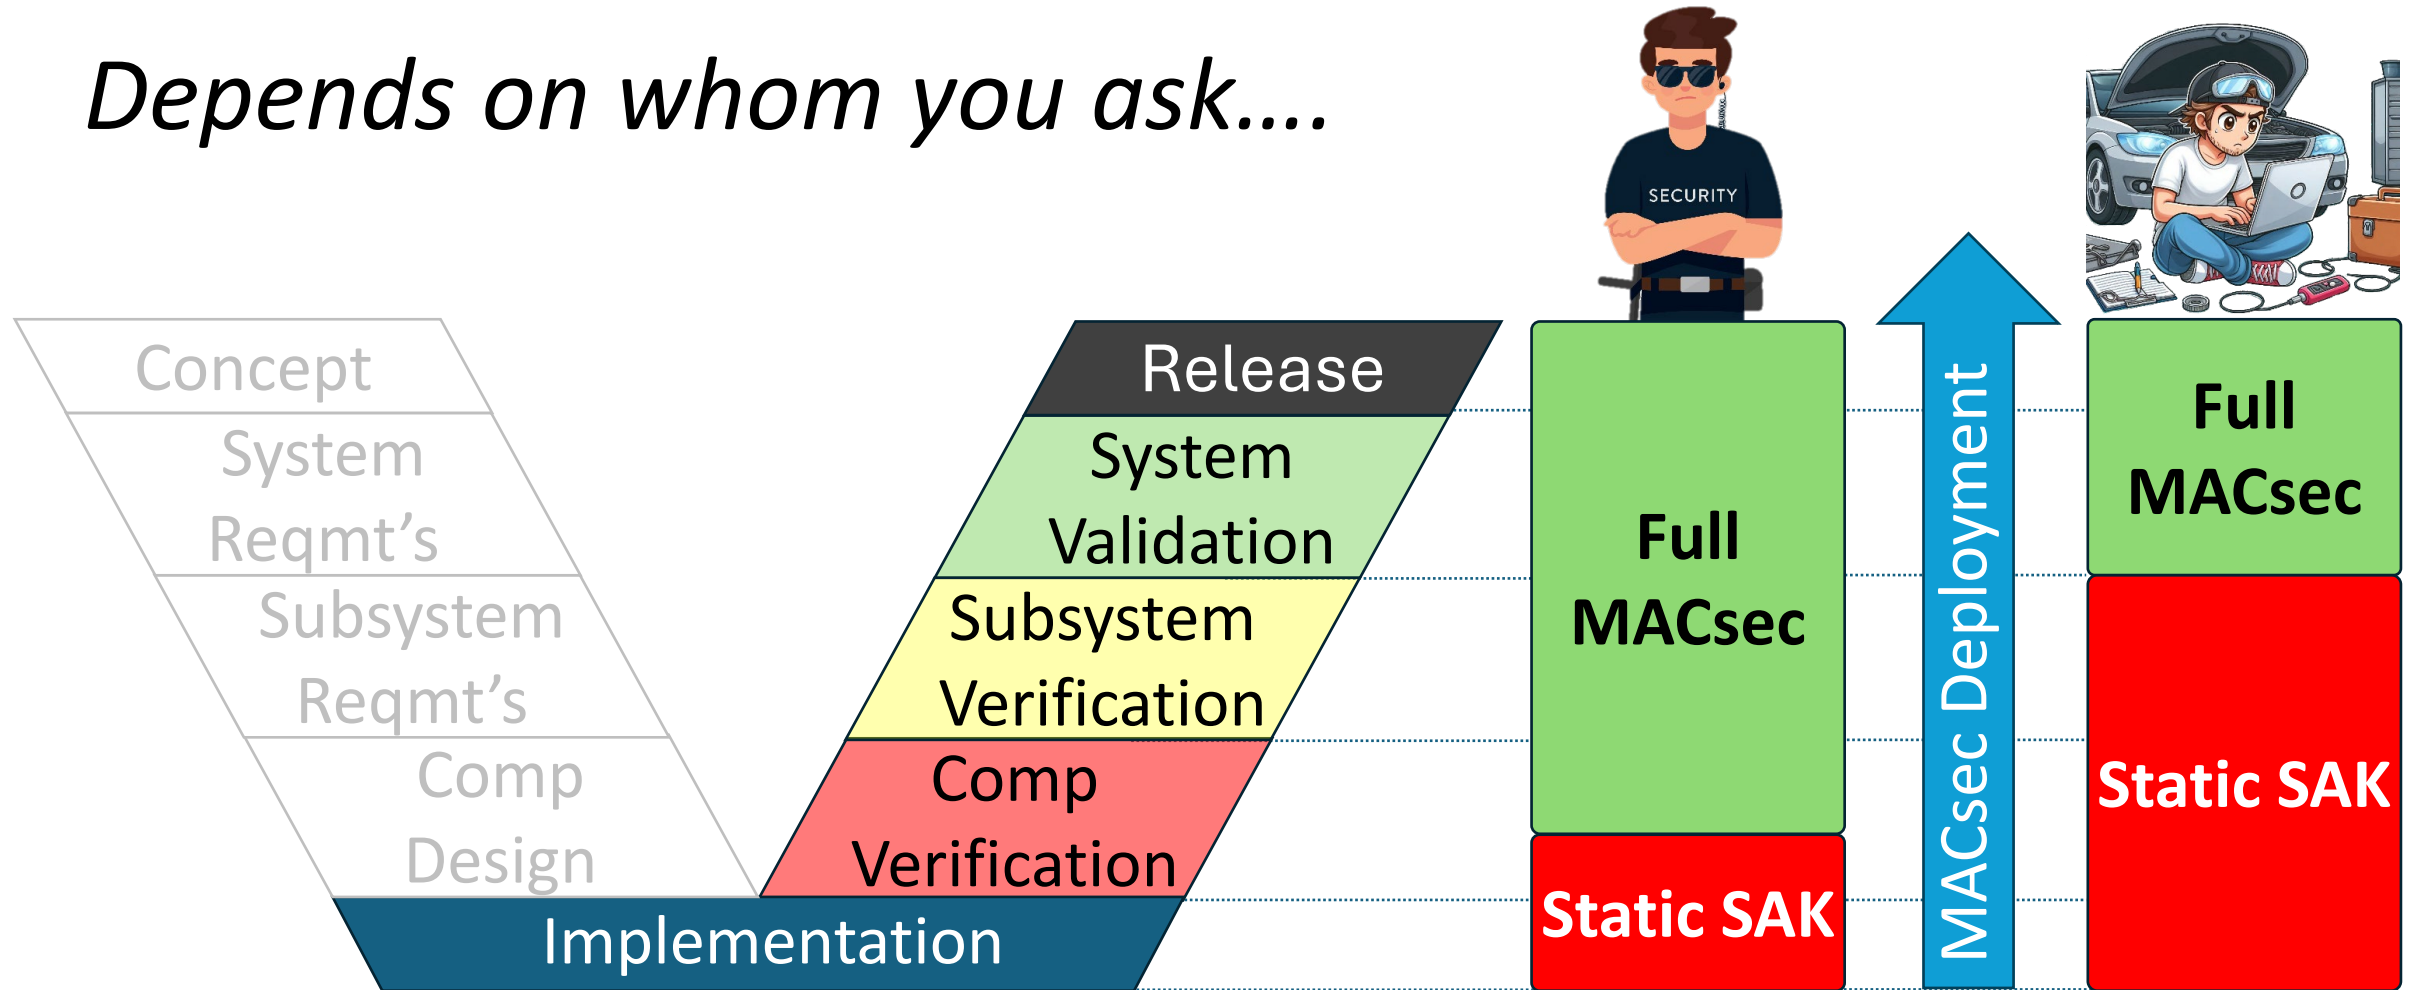 Depends on whom you ask....
SECURITY
Concept
System
Reqmt’s
Subsystem
Reqmt’s
Comp
Design
Implementation
Release
System
Validation
Subsystem
Verification
Comp
Verification
Full
MACsec
Static SAK
MACsec Deployment
Full
MACsec
Static SAK